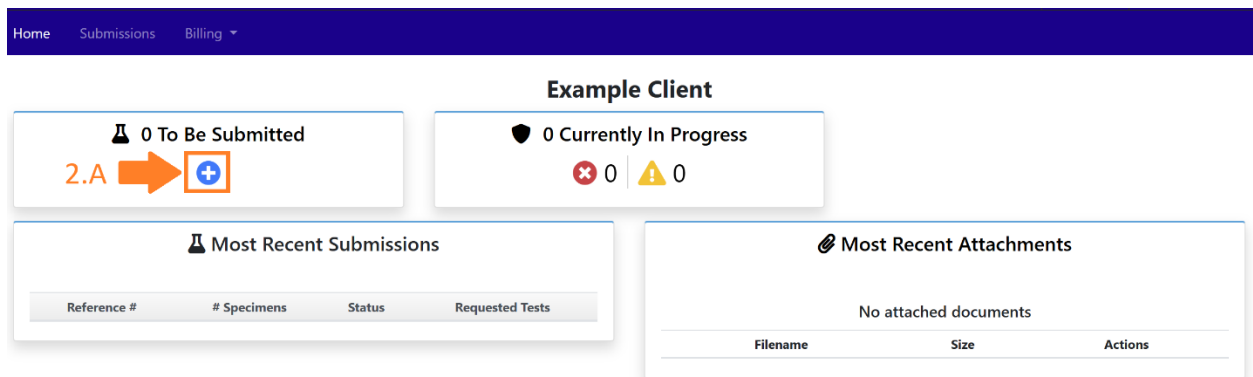 Home Submissions Billing
Example Client
0 To Be Submitted
2.A
0 Currently In Progress
0 0
Most Recent Submissions
Reference # # Specimens Status Requested Tests
Most Recent Attachments
No attached documents
Filename Size Actions